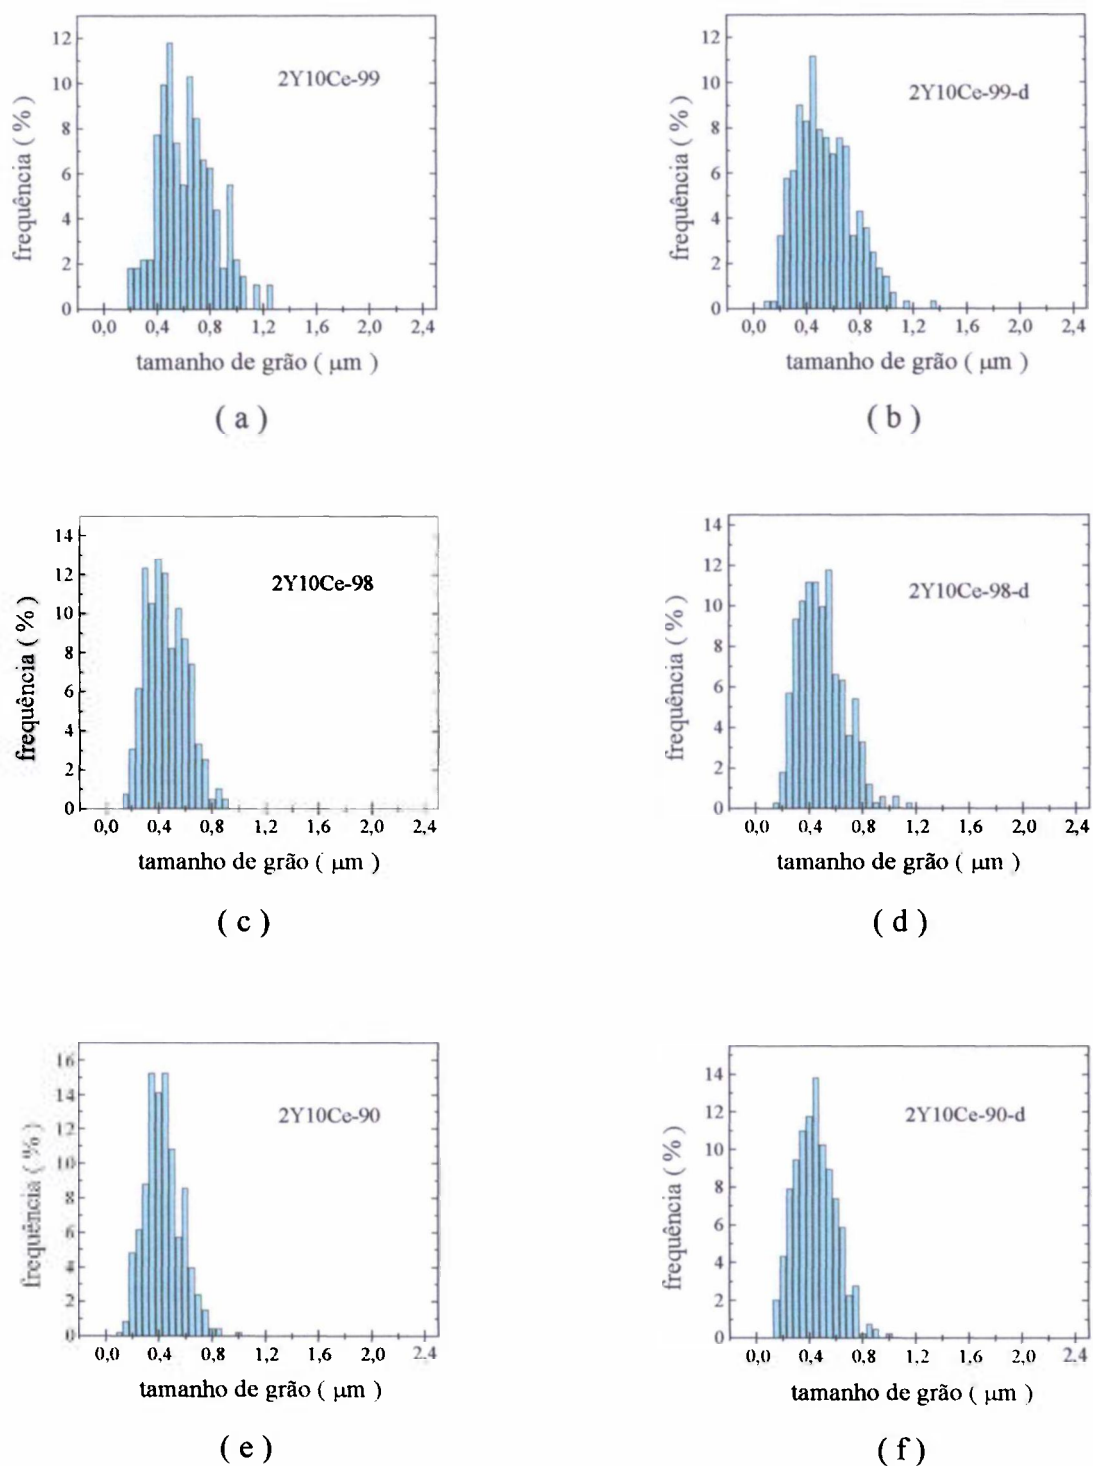 12
10
8
6
4
2
0
frequência ( % )
2Y10Ce-99
0,0 0,4 0,8 1,2 1,6 2,0 2,4
tamanho de grão ( µm )
( a )
12
10
8
6
4
2
0
frequência ( % )
2Y10Ce-99-d
0,0 0,4 0,8 1,2 1,6 2,0 2,4
tamanho de grão ( µm )
( b )
14
12
10
8
6
4
2
0
frequência ( % )
2Y10Ce-98
0,0 0,4 0,8 1,2 1,6 2,0 2,4
tamanho de grão ( µm )
( c )
14
12
10
8
6
4
2
0
frequência ( % )
2Y10Ce-98-d
0,0 0,4 0,8 1,2 1,6 2,0 2,4
tamanho de grão ( µm )
( d )
16
14
12
10
8
6
4
2
0
frequência ( % )
2Y10Ce-90
0,0 0,4 0,8 1,2 1,6 2,0 2,4
tamanho de grão ( µm )
( e )
14
12
10
8
6
4
2
0
frequência ( % )
2Y10Ce-90-d
0,0 0,4 0,8 1,2 1,6 2,0 2,4
tamanho de grão ( µm )
( f )